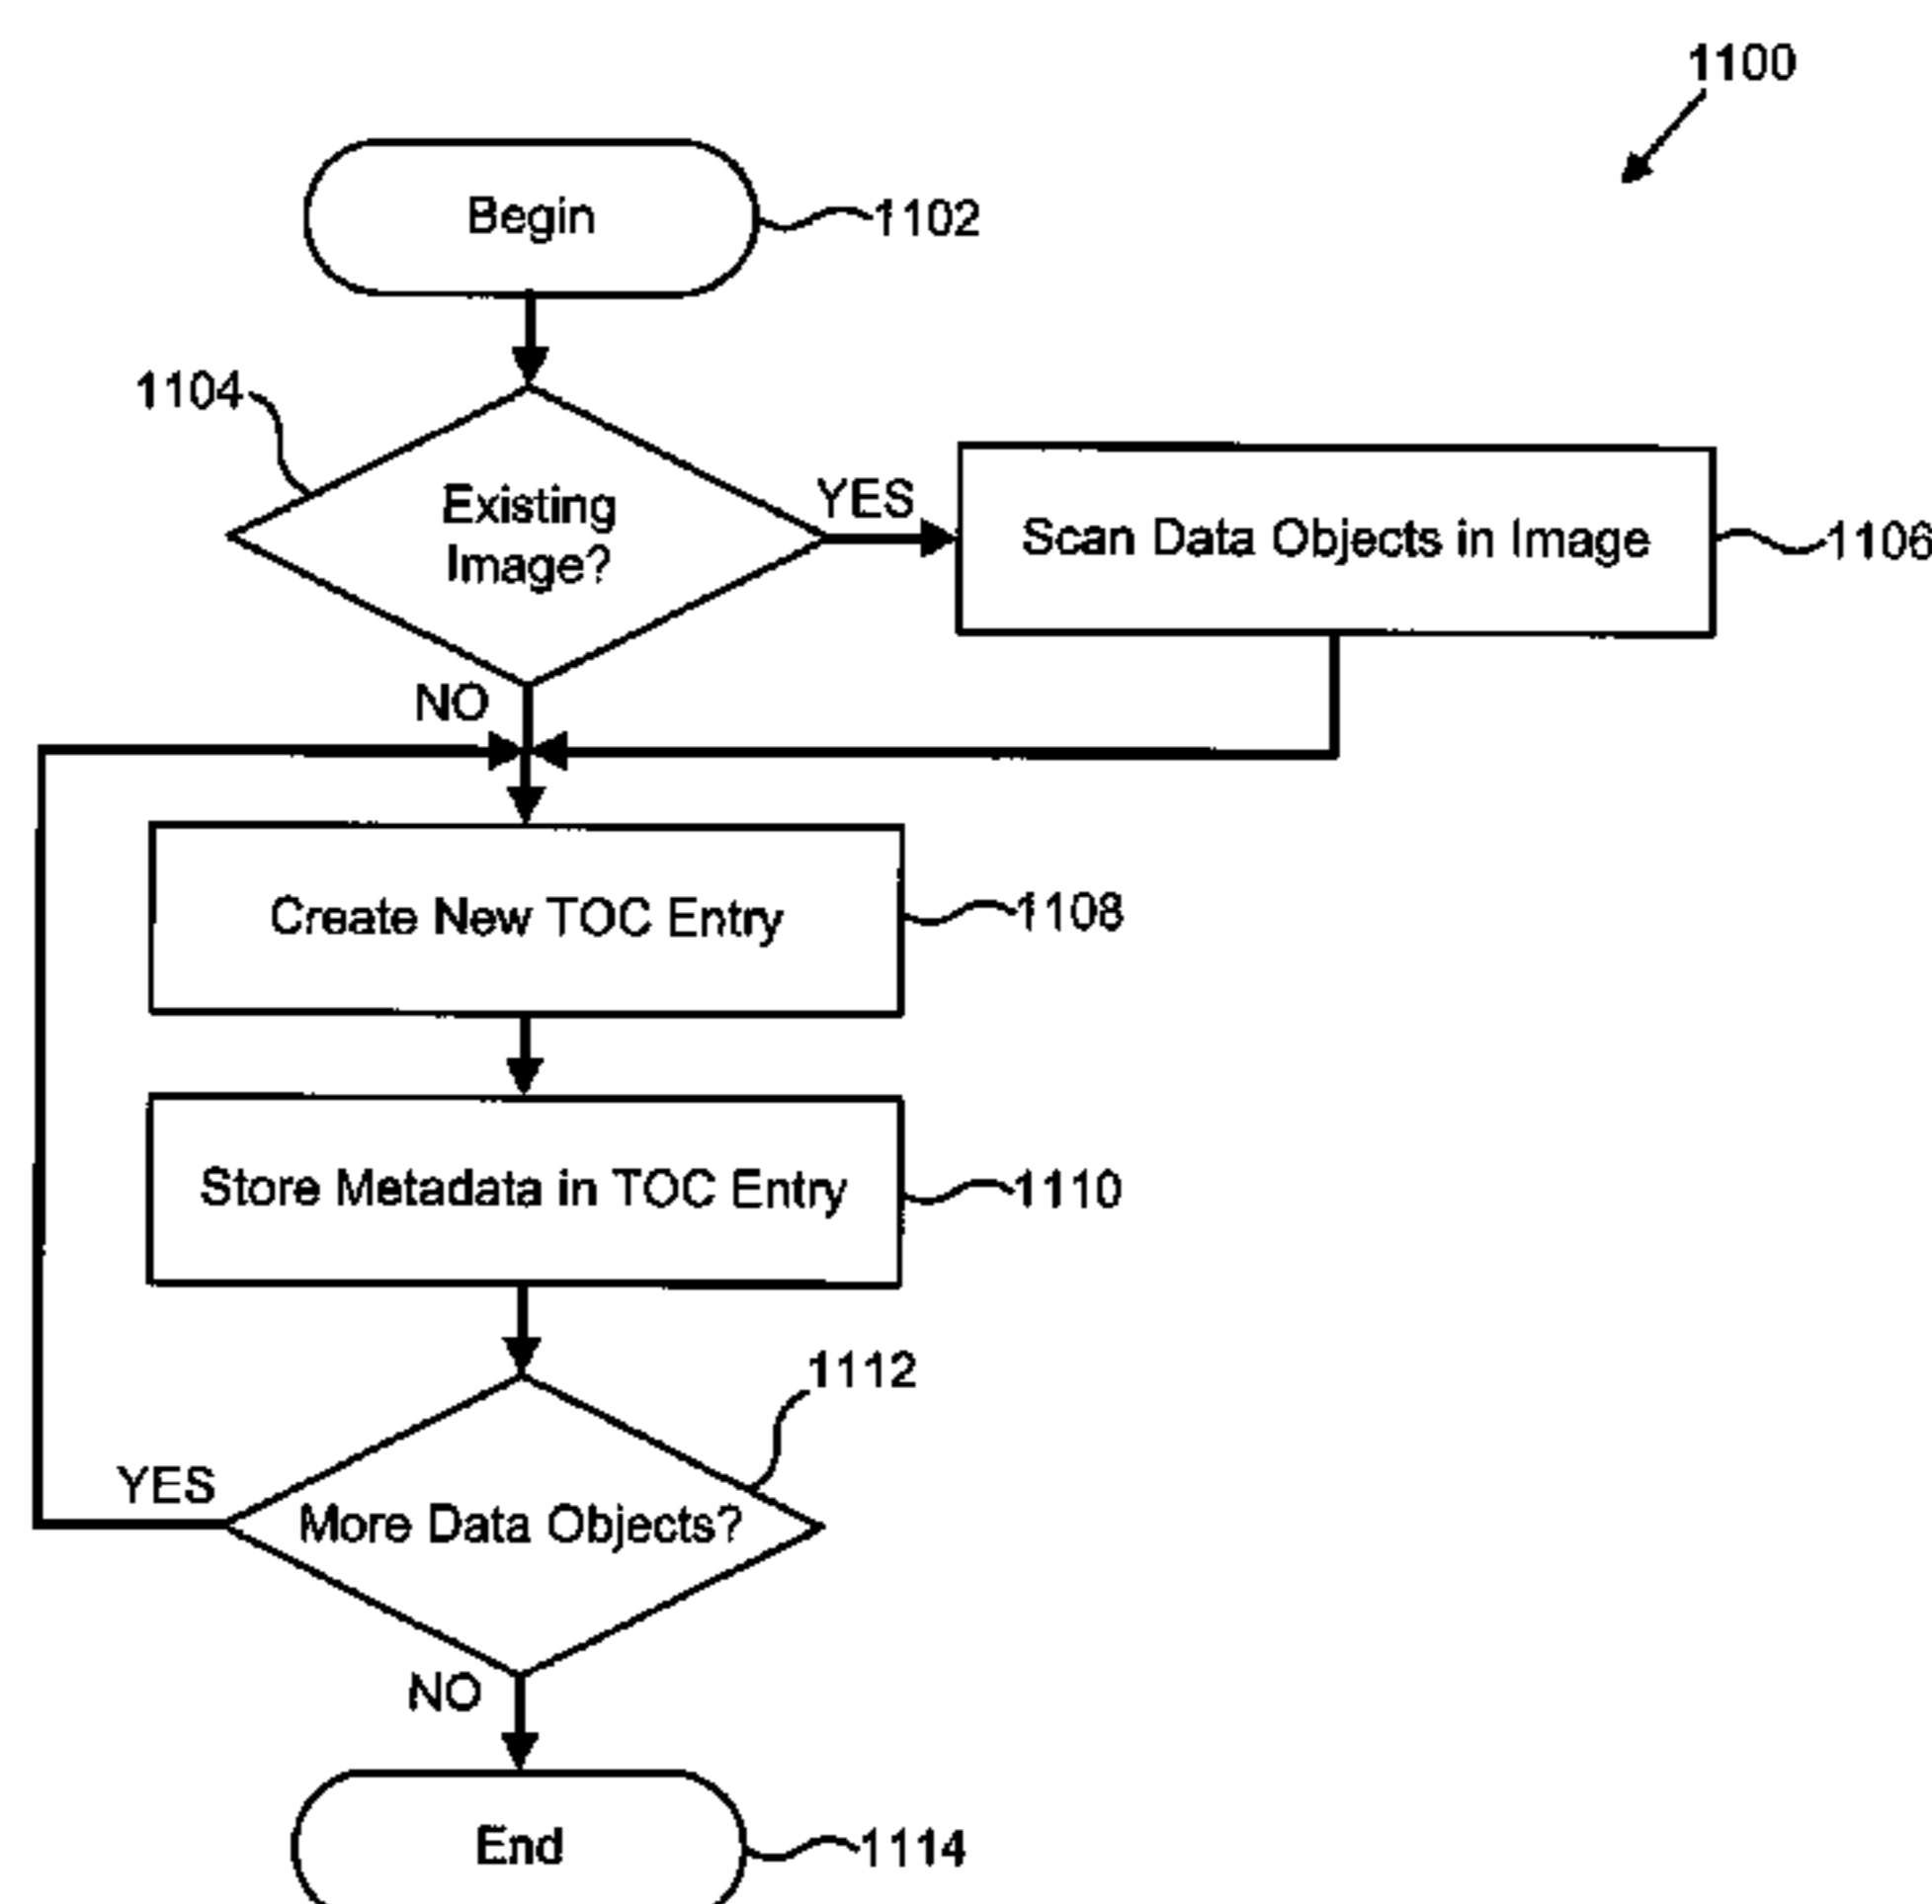 1100
Begin
1102
1104
Existing
Image?
YES
Scan Data Objects in Image
1106
NO
Create New TOC Entry
1108
Store Metadata in TOC Entry
1110
1112
YES
More Data Objects?
NO
End
1114